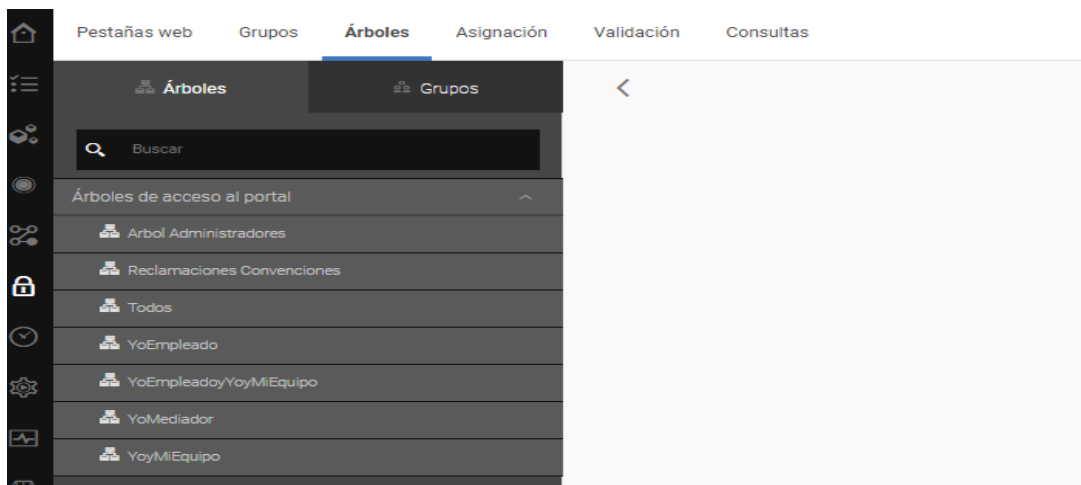 Pestañas web Grupos Árboles Asignación Validación Consultas
Árboles Grupos
Buscar
Árboles de acceso al portal
Arbol Administradores
Reclamaciones Convenciones
Todos
YoEmpleado
YoEmpleadoyYoyMiEquipo
YoMediador
YoyMiEquipo